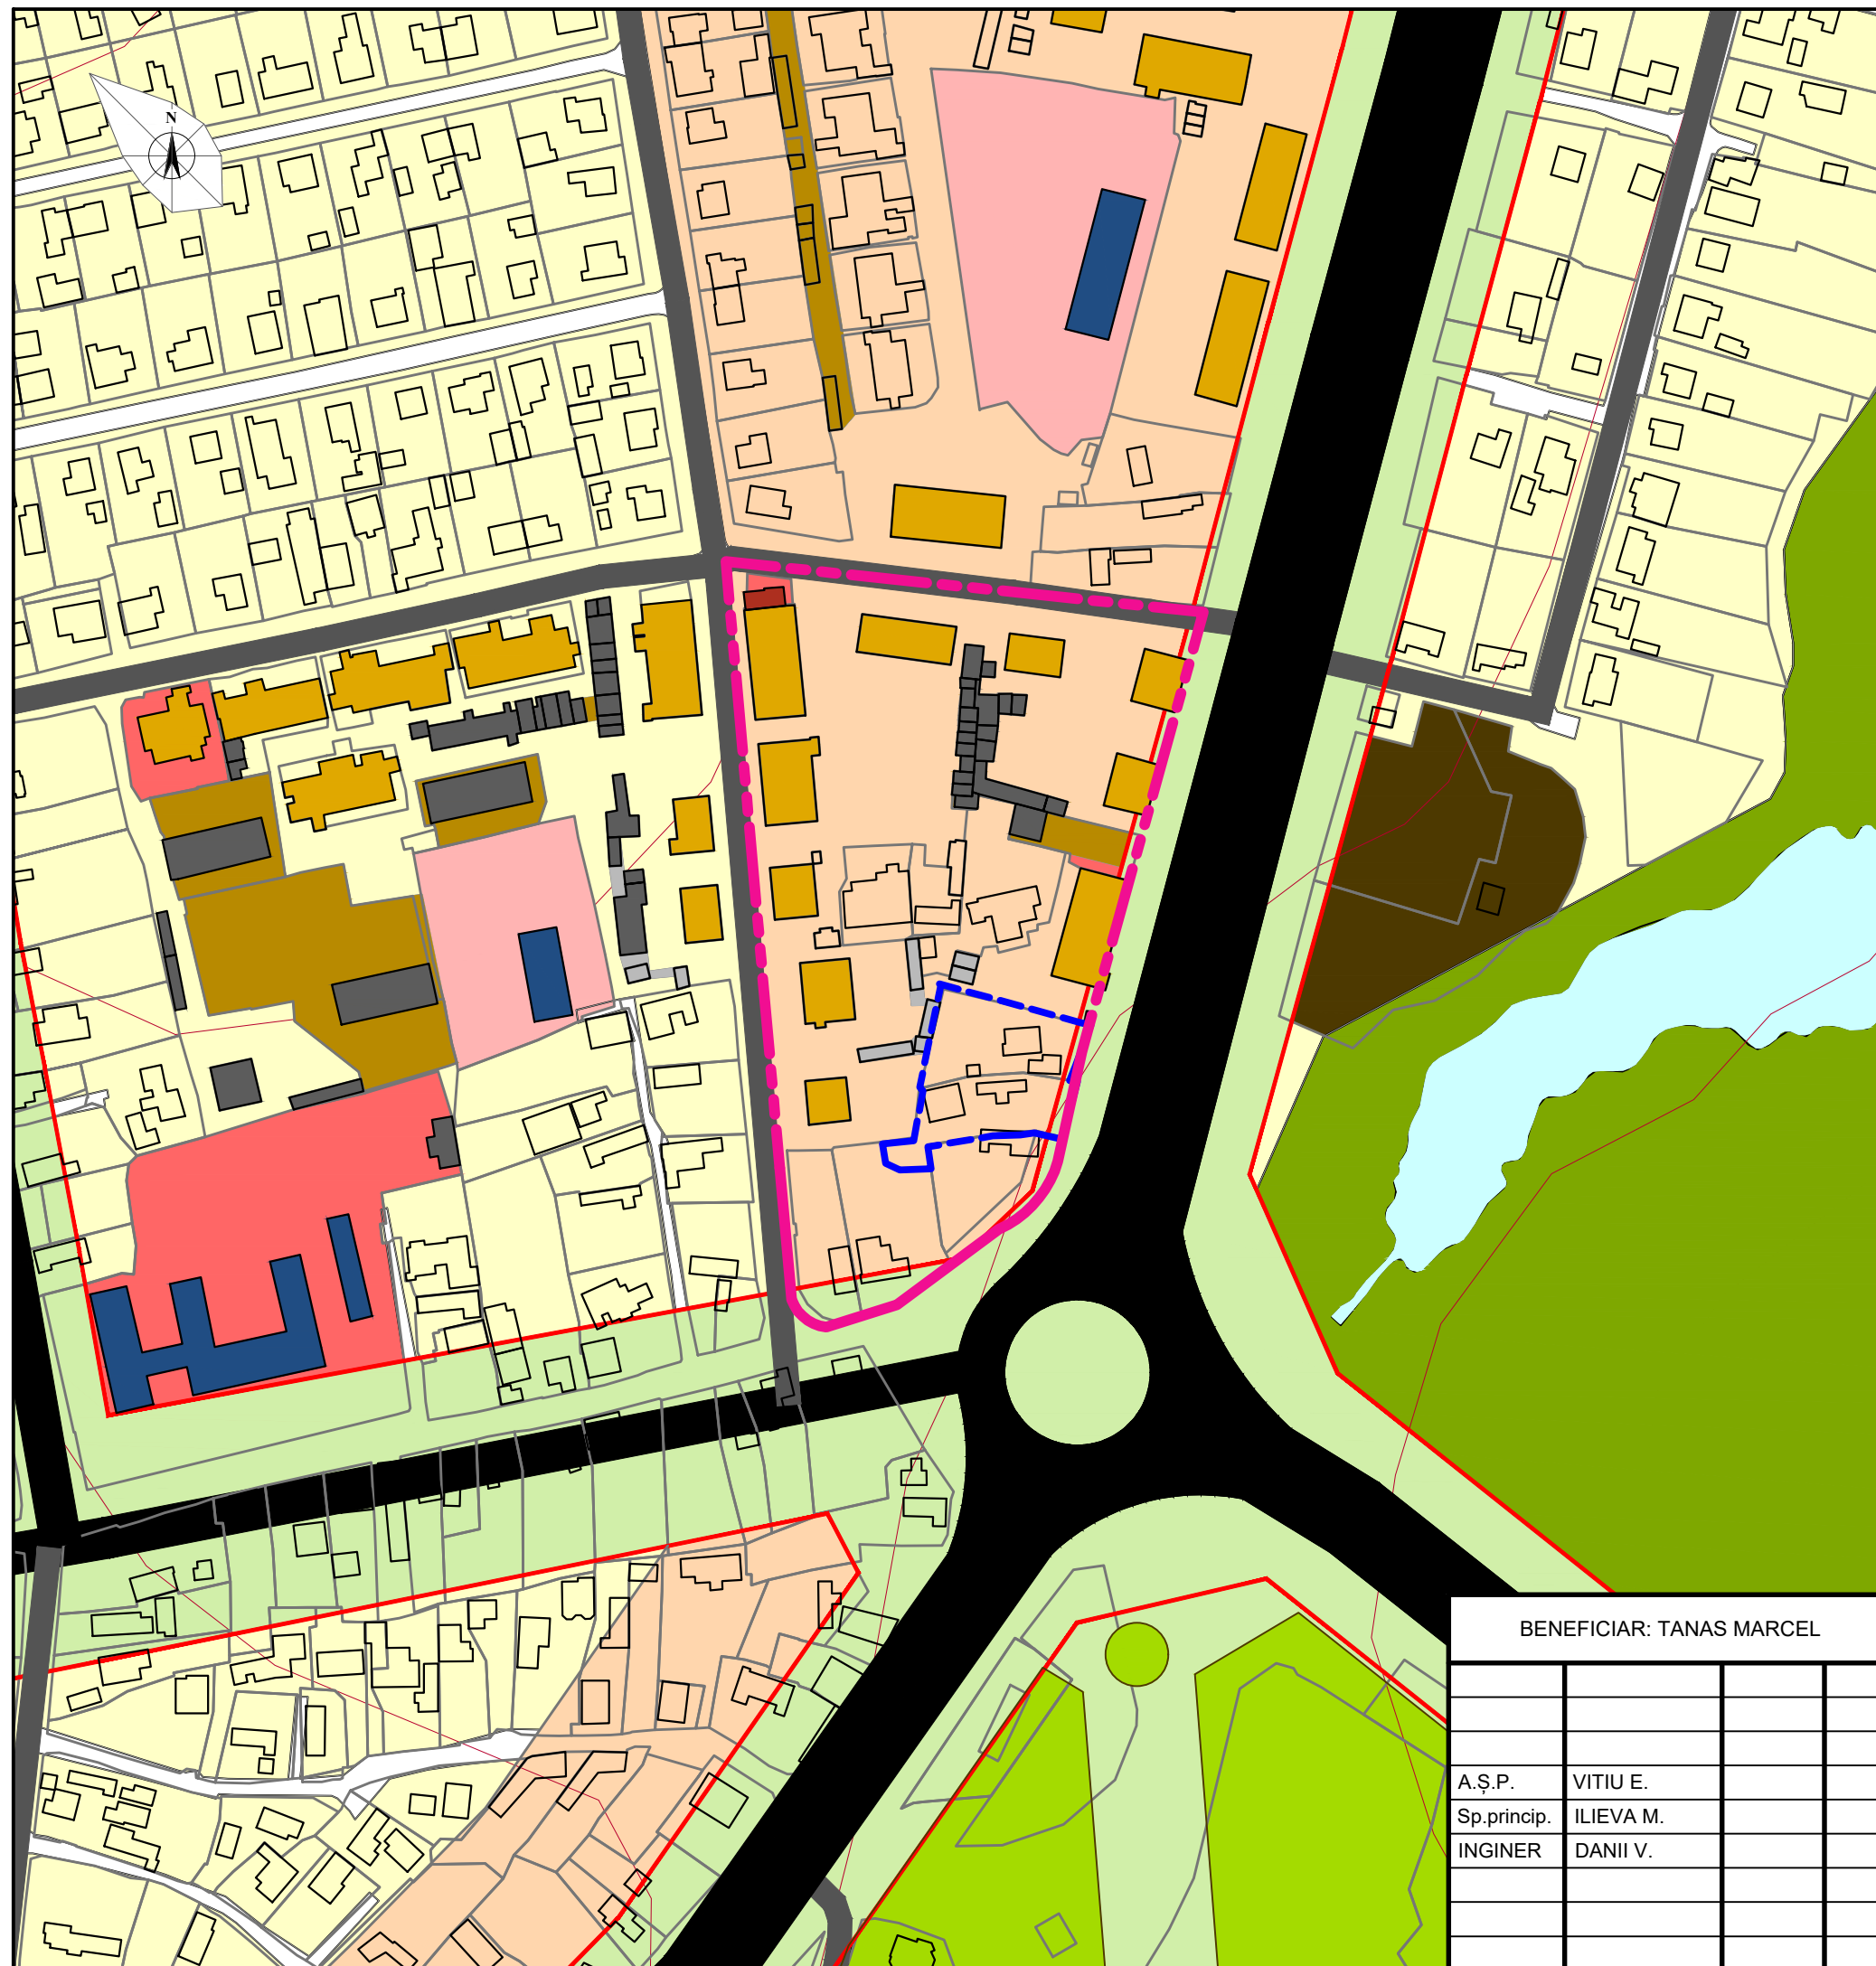 N
BENEFICIAR: TANAS MARCEL
A.Ș.P. VITIU E.
Sp.princip. ILIEVA M.
INGINER DANII V.